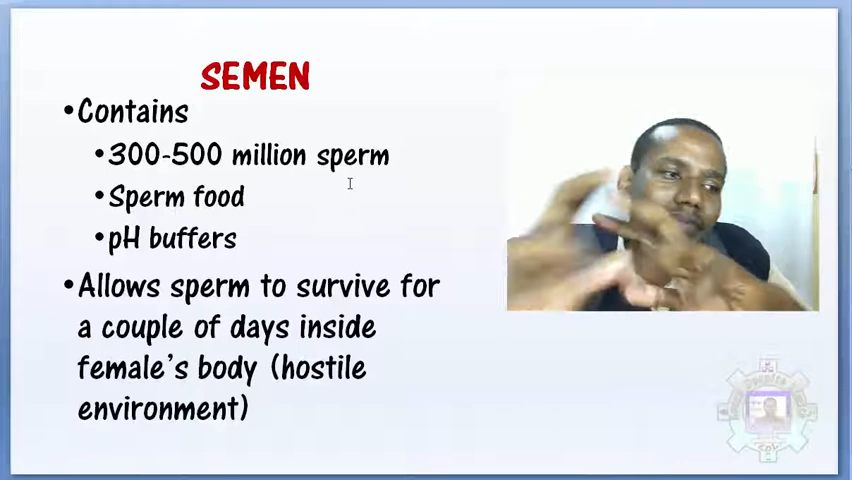 SEMEN
•Contains
•300-500 million sperm
•Sperm food
•pH buffers
•Allows sperm to survive for
a couple of days inside
female's body (hostile
environment)